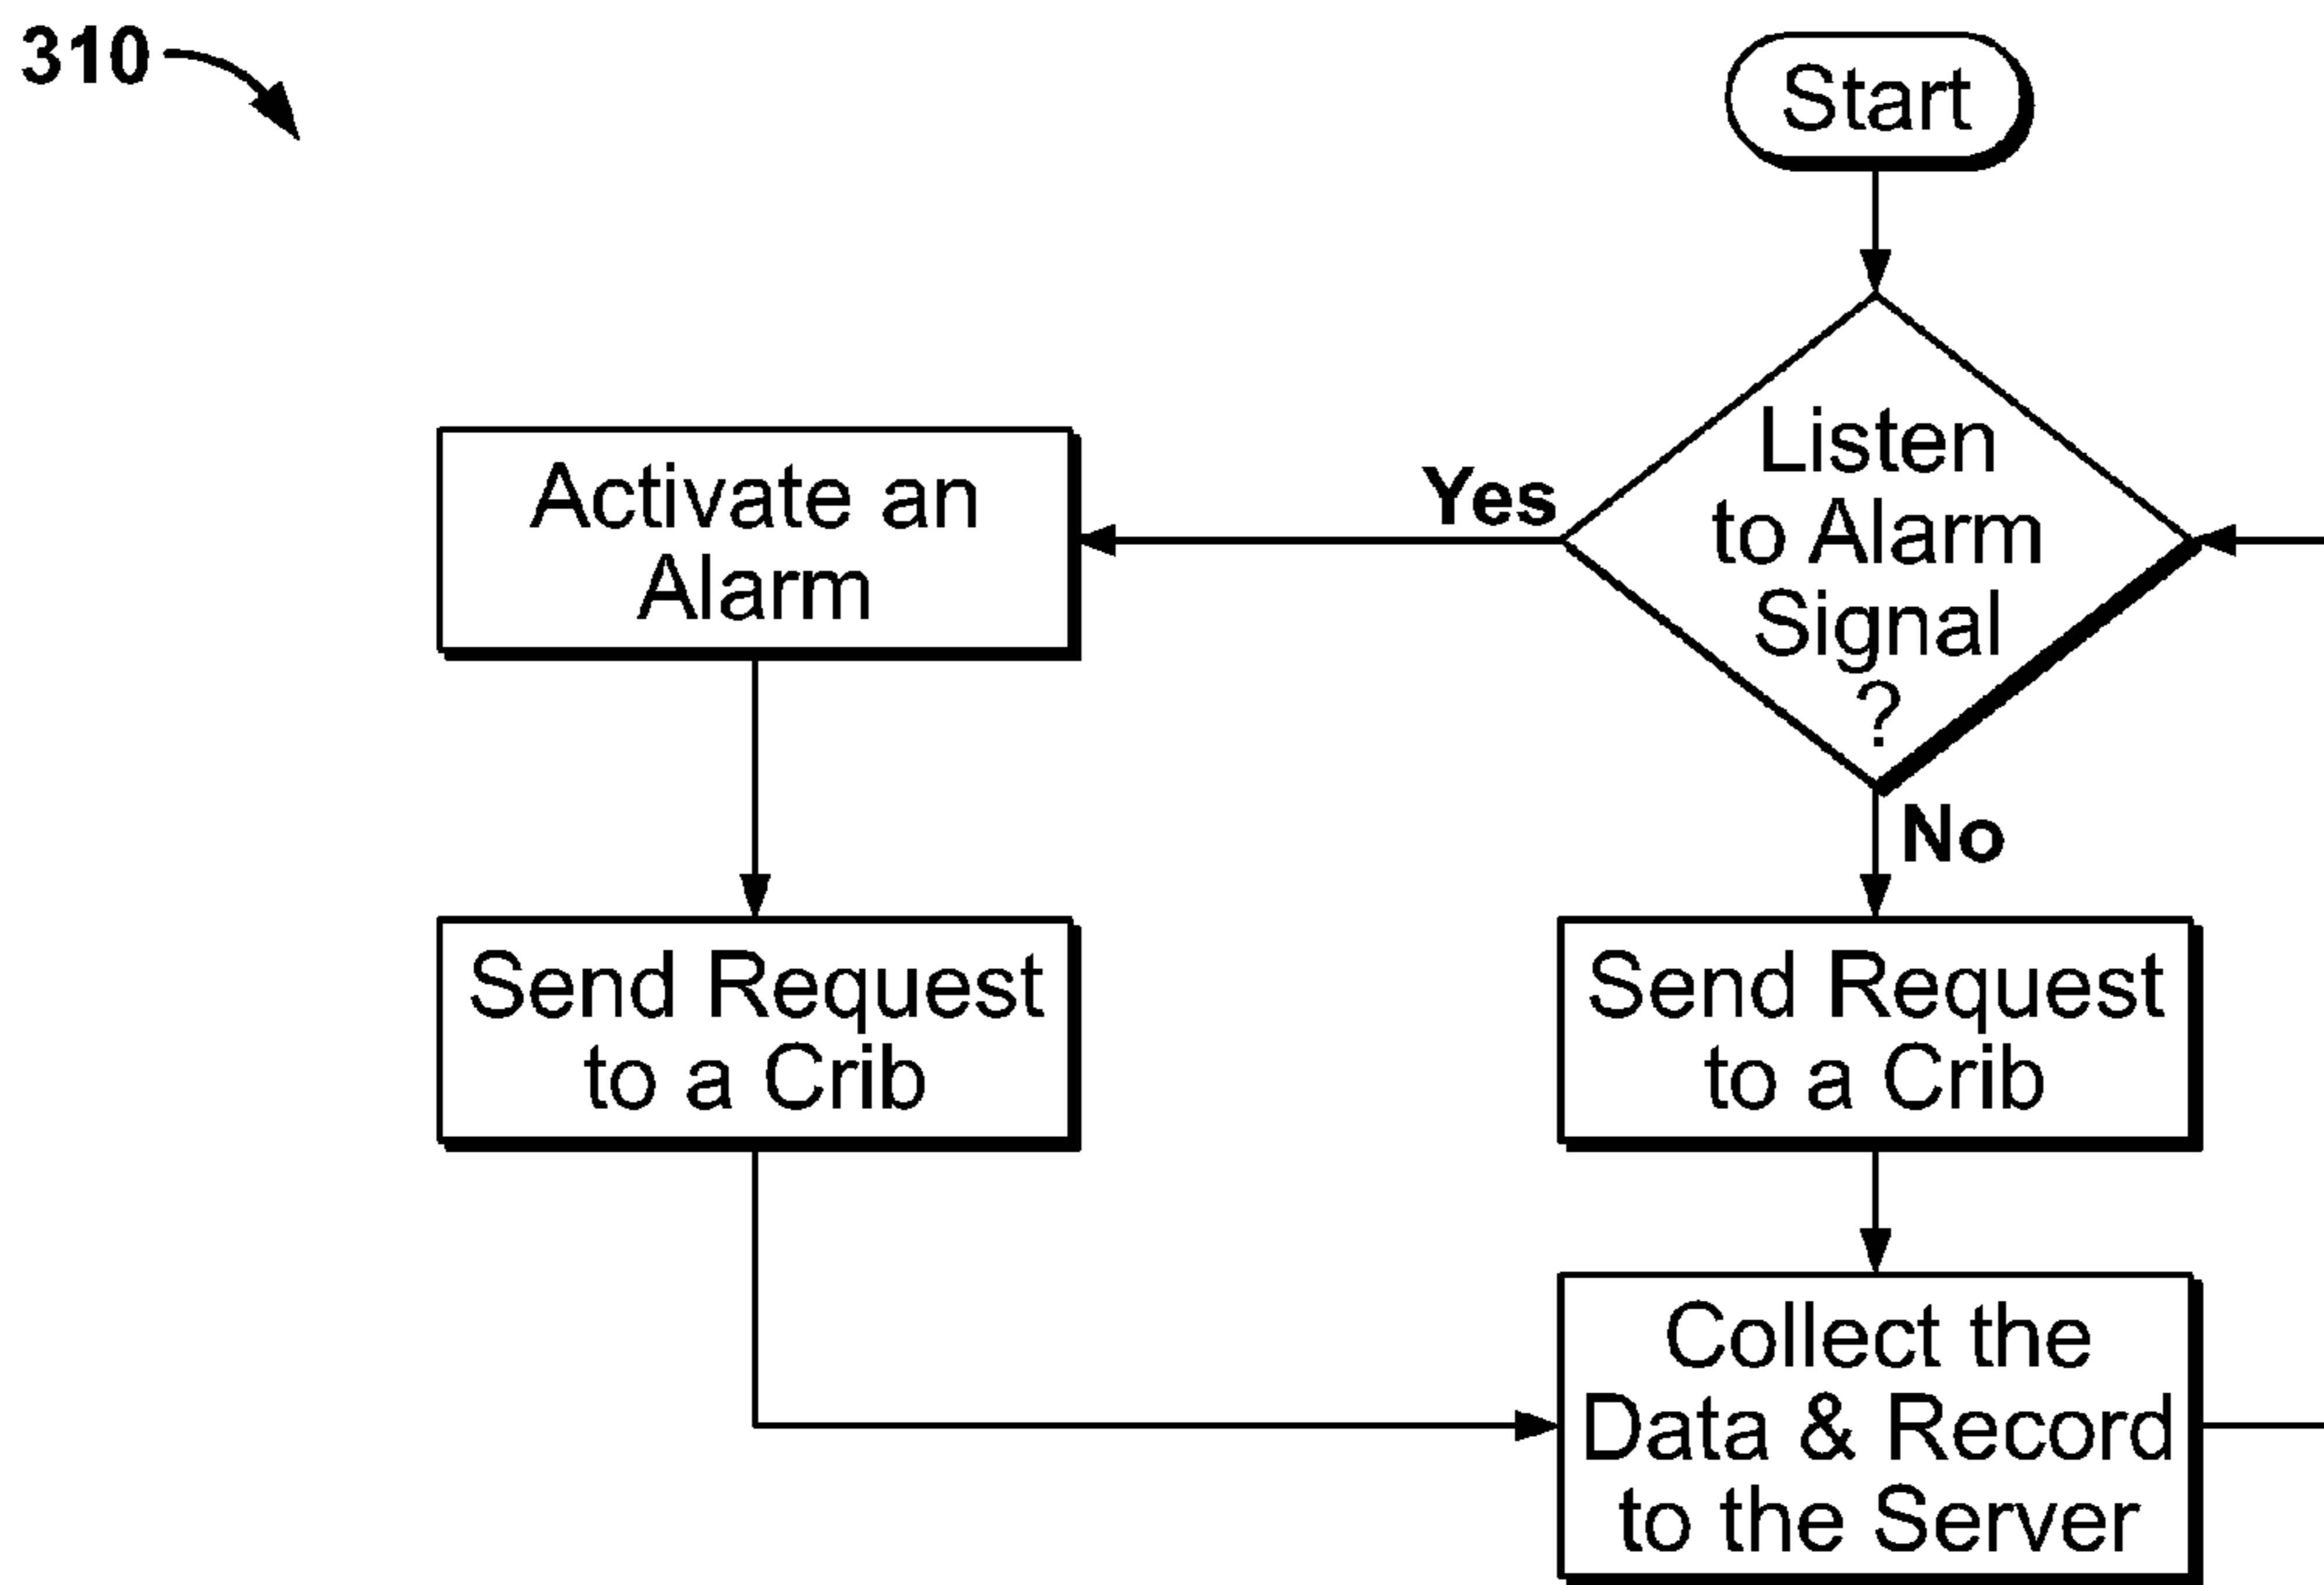 310
Start
Listen
to Alarm
Signal
?
Yes
No
Activate an
Alarm
Send Request
to a Crib
Send Request
to a Crib
Collect the
Data & Record
to the Server